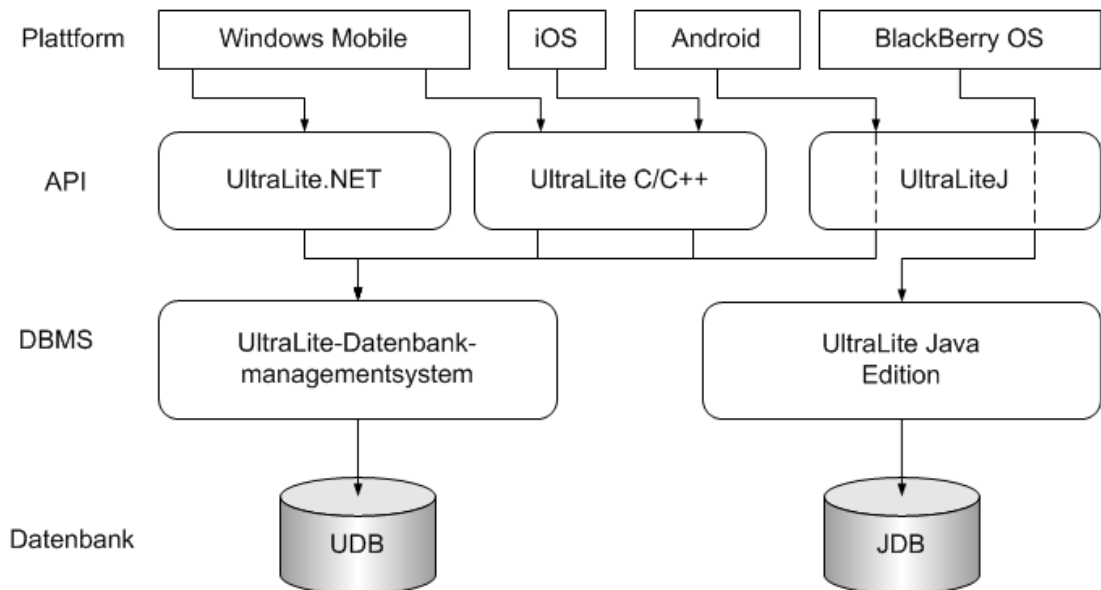 Plattform
Windows Mobile
iOS
Android
BlackBerry OS
API
UltraLite.NET
UltraLite C/C++
UltraLiteJ
DBMS
UltraLite-Datenbank-
managementsystem
UltraLite Java
Edition
Datenbank
UDB
JDB